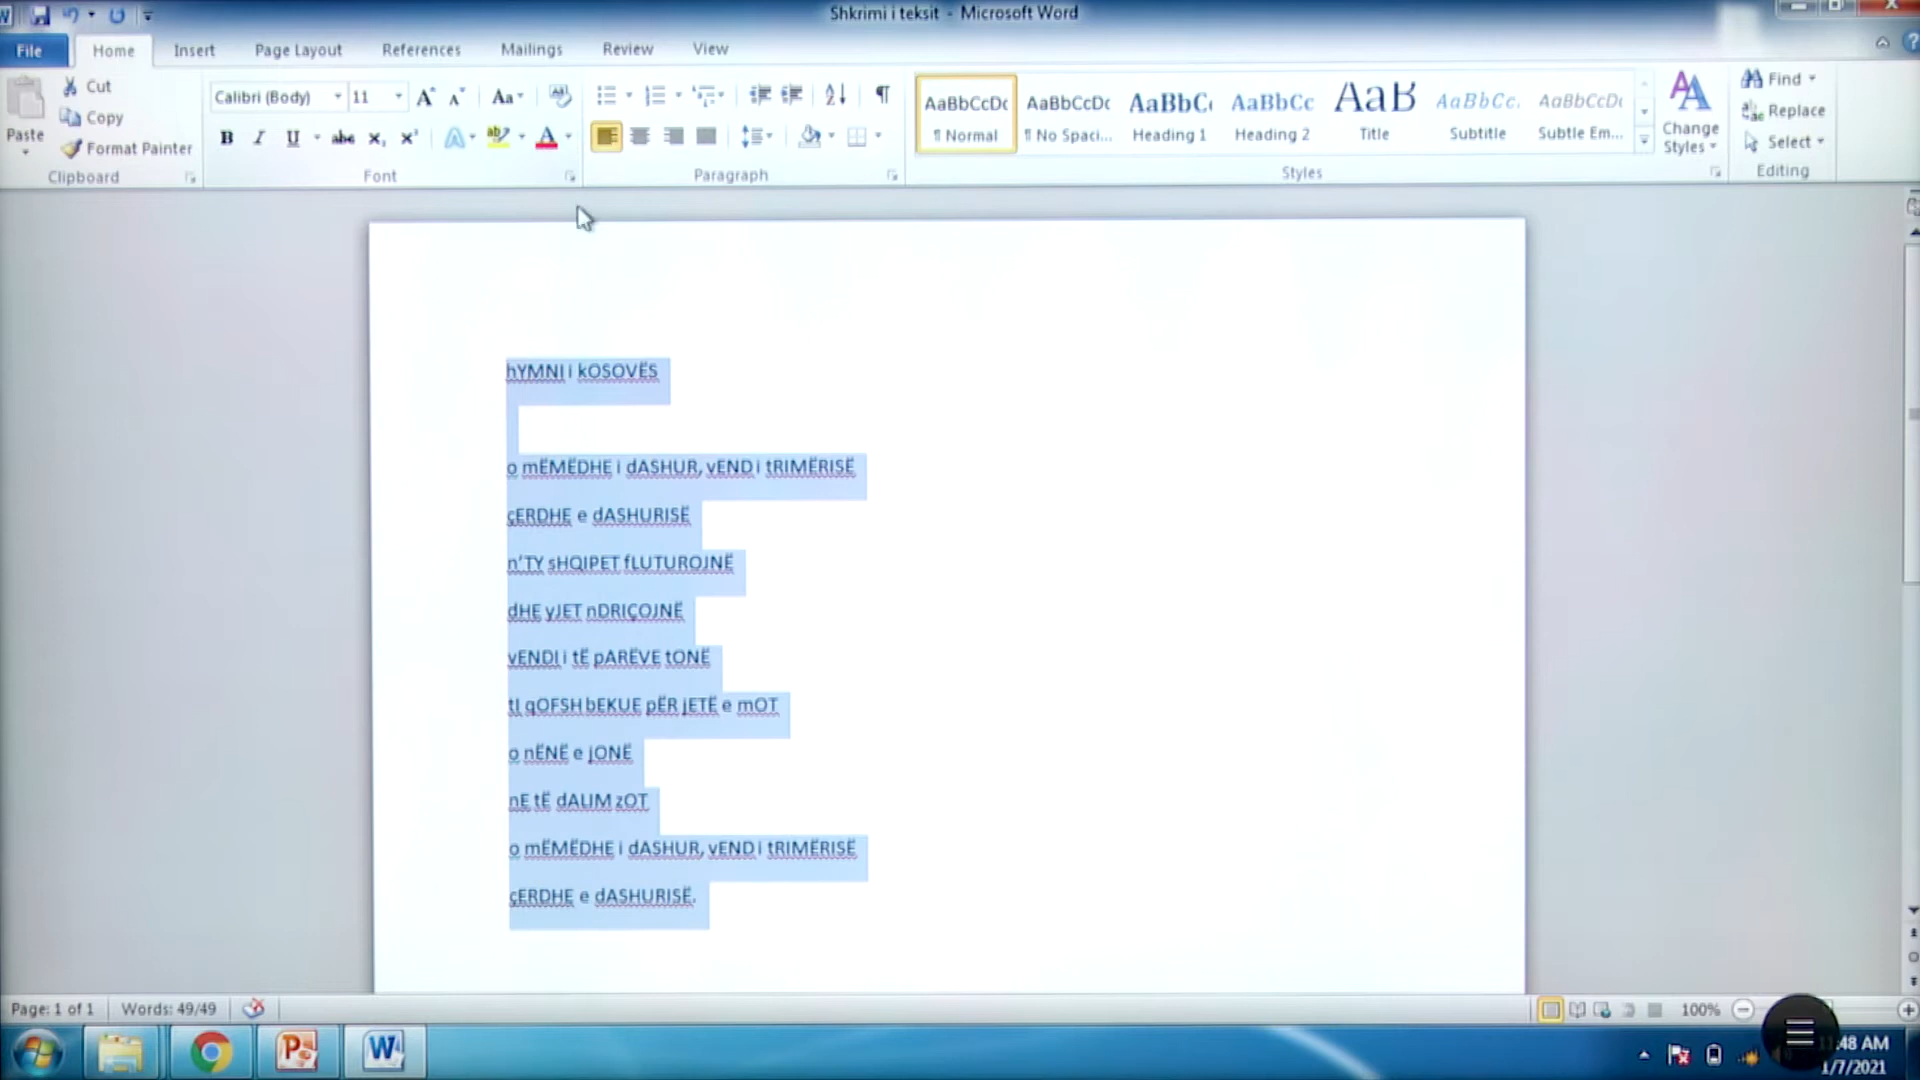 Shkrimi i teksit - Microsoft Word
File Home Insert Page Layout References Mailings Review View
Cut
Copy
Format Painter
Paste
Clipboard
Calibri (Body) 11
Font
Paragraph
AaBbCcDc AaBbCcDc AaBbC AaBbCc AaB AaBbCc. AaBbCcDc
¶ Normal ¶ No Spaci... Heading 1 Heading 2 Title Subtitle Subtle Em...
Styles
Change Styles
Find
Replace
Select
Editing
hYMNI i kOSOVËS
o mËMËDHE i dASHUR, vEND i tRIMËRISË
çERDHE e dASHURISË
n'TY sHQIPET fLUTUROJNË
dHE yJET nDRIÇOJNË
vENDI i tË pARËVE tONË
tI qOFSH bEKUE pËR jETË e mOT
o nËNË e jONË
nE tË dALIM zOT
o mËMËDHE i dASHUR, vEND i tRIMËRISË
çERDHE e dASHURISË.
Page: 1 of 1 Words: 49/49 100%
:48 AM
1/7/2021